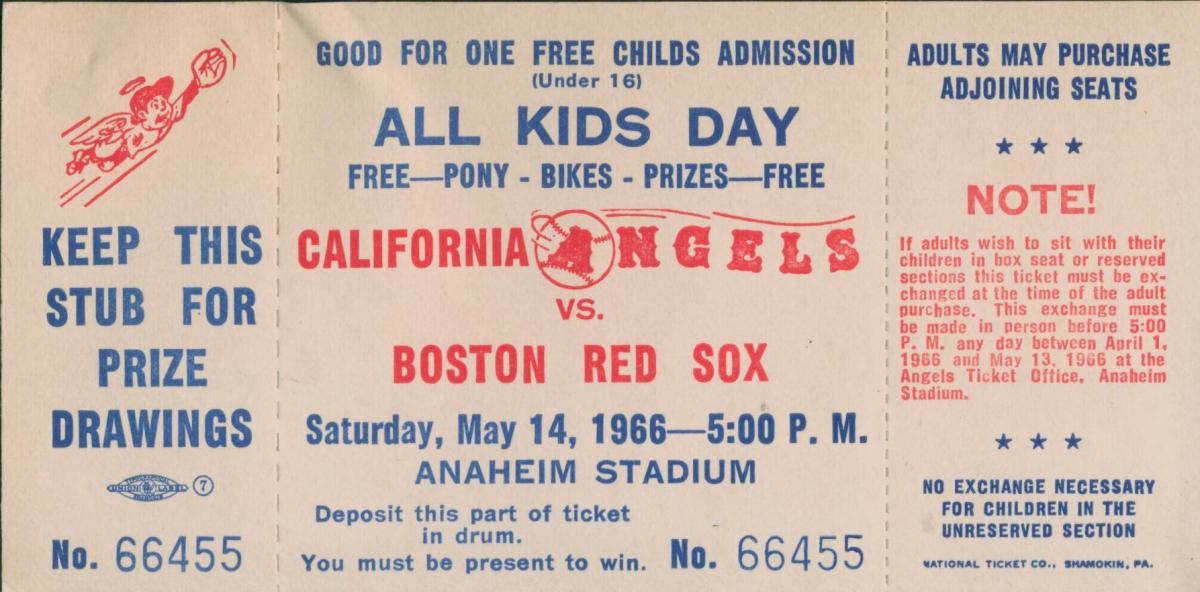 KEEP THIS
STUB FOR
PRIZE
DRAWINGS
UNION LABEL
7
No. 66455
GOOD FOR ONE FREE CHILDS ADMISSION
(Under 16)
ALL KIDS DAY
FREE—PONY - BIKES - PRIZES—FREE
CALIFORNIA ANGELS
VS.
BOSTON RED SOX
Saturday, May 14, 1966—5:00 P. M.
ANAHEIM STADIUM
Deposit this part of ticket
in drum.
You must be present to win. No. 66455
ADULTS MAY PURCHASE
ADJOINING SEATS
★ ★ ★
NOTE!
If adults wish to sit with their
children in box seat or reserved
sections this ticket must be ex-
changed at the time of the adult
purchase. This exchange must
be made in person before 5:00
P. M. any day between April 1,
1966 and May 13, 1966 at the
Angels Ticket Office, Anaheim
Stadium.
★ ★ ★
NO EXCHANGE NECESSARY
FOR CHILDREN IN THE
UNRESERVED SECTION
NATIONAL TICKET CO., SHAMOKIN, PA.